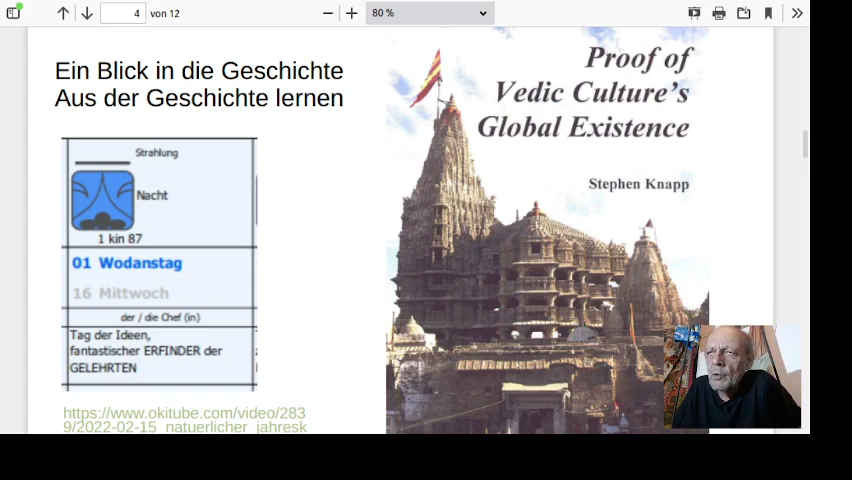 4 von 12
80 %
Ein Blick in die Geschichte
Aus der Geschichte lernen
Strahlung
Nacht
1 kin 87
01 Wodanstag
16 Mittwoch
der / die Chef (in)
Tag der Ideen,
fantastischer ERFINDER der
GELEHRTEN
https://www.okitube.com/video/283
9/2022-02-15_natuerlicher_jahresk
Proof of
Vedic Culture's
Global Existence
Stephen Knapp